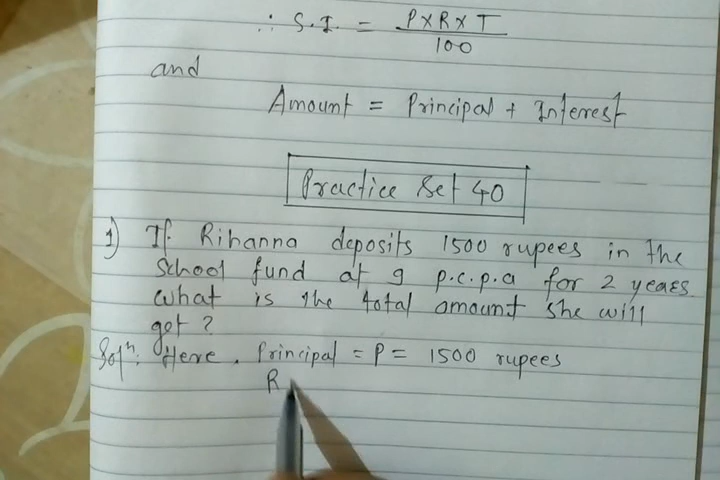 ∴ S.I. = P×R×T
100
and
Amount = Principal + Interest
Practice Set 40
1) If Rihanna deposits 1500 rupees in the
School fund at 9 p.c.p.a for 2 years
What is the total amount she will
get?
Solⁿ: Here, Principal = P = 1500 rupees
R